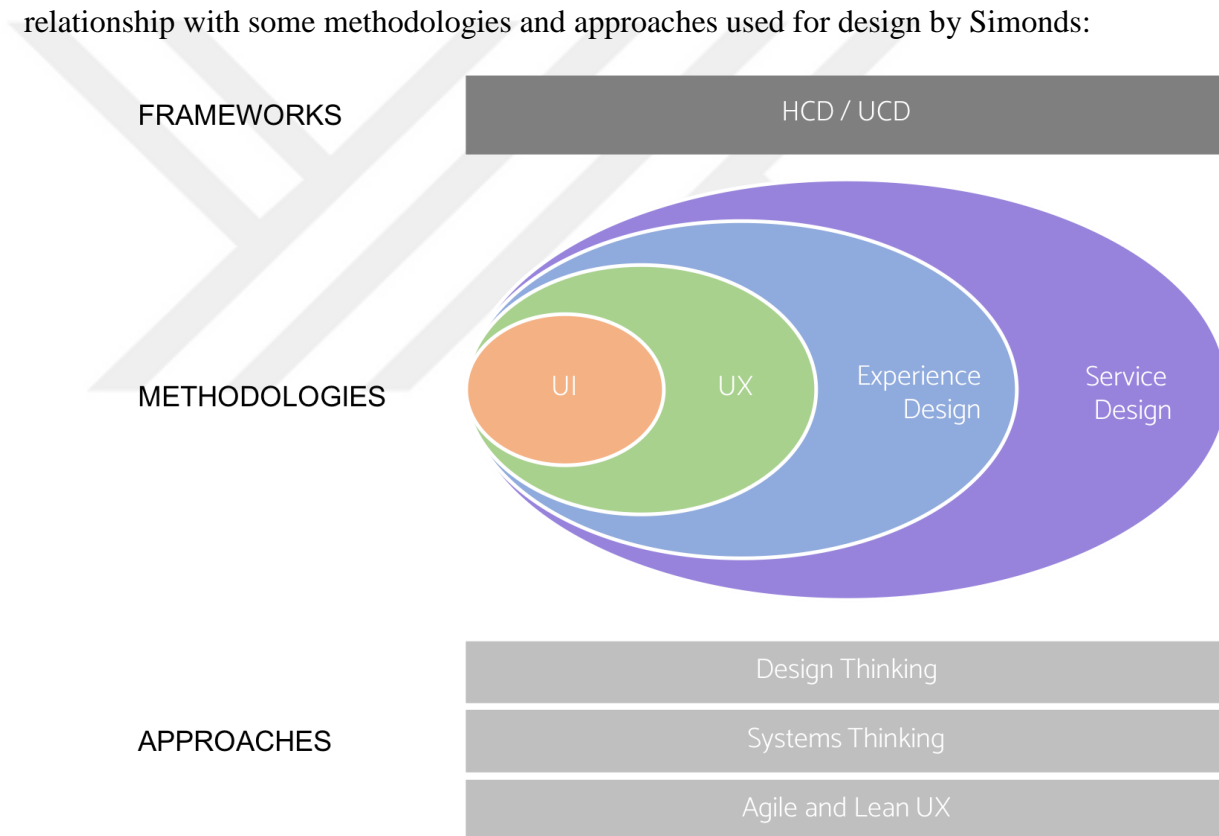 relationship with some methodologies and approaches used for design by Simonds:
FRAMEWORKS
HCD / UCD
METHODOLOGIES
UI
UX
Experience
Design
Service
Design
APPROACHES
Design Thinking
Systems Thinking
Agile and Lean UX